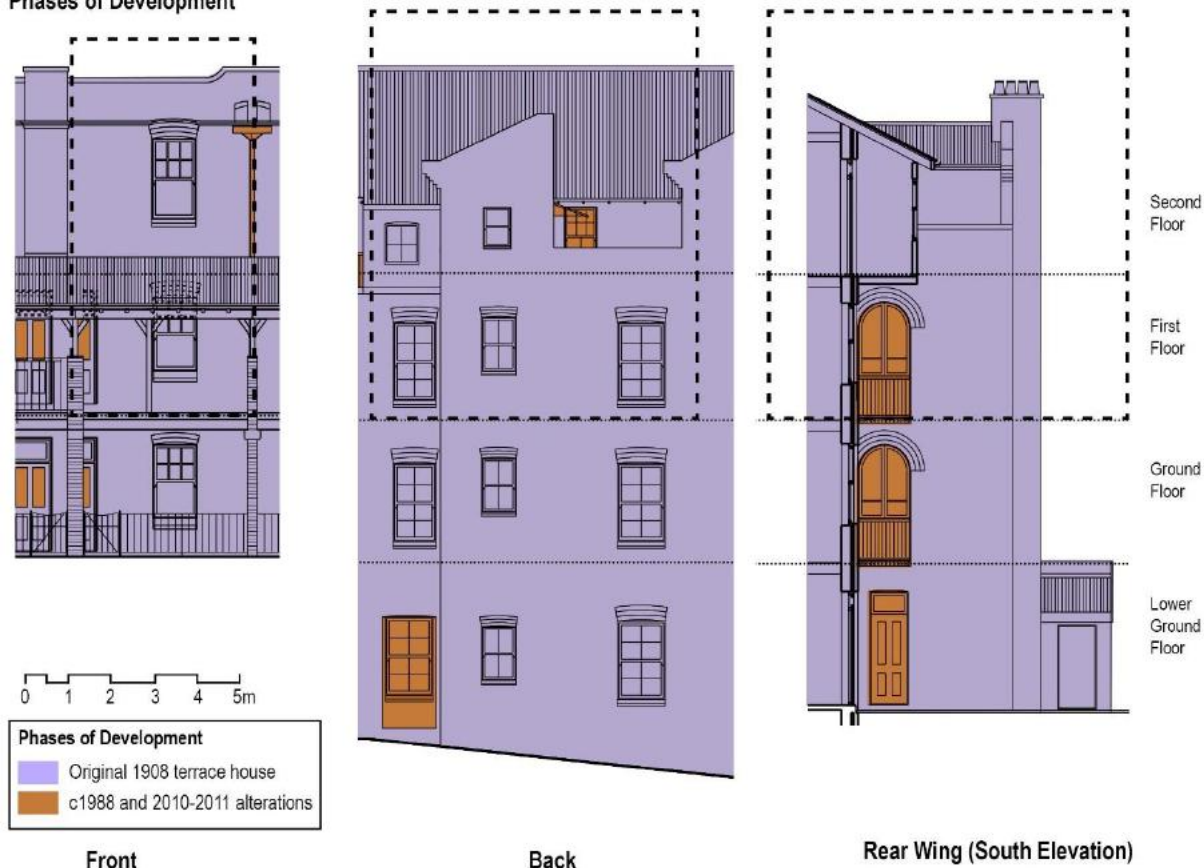 Phases of Development
Second
Floor
First
Floor
Ground
Floor
Lower
Ground
Floor
0 1 2 3 4 5m
Phases of Development
Original 1908 terrace house
c1988 and 2010-2011 alterations
Front
Back
Rear Wing (South Elevation)